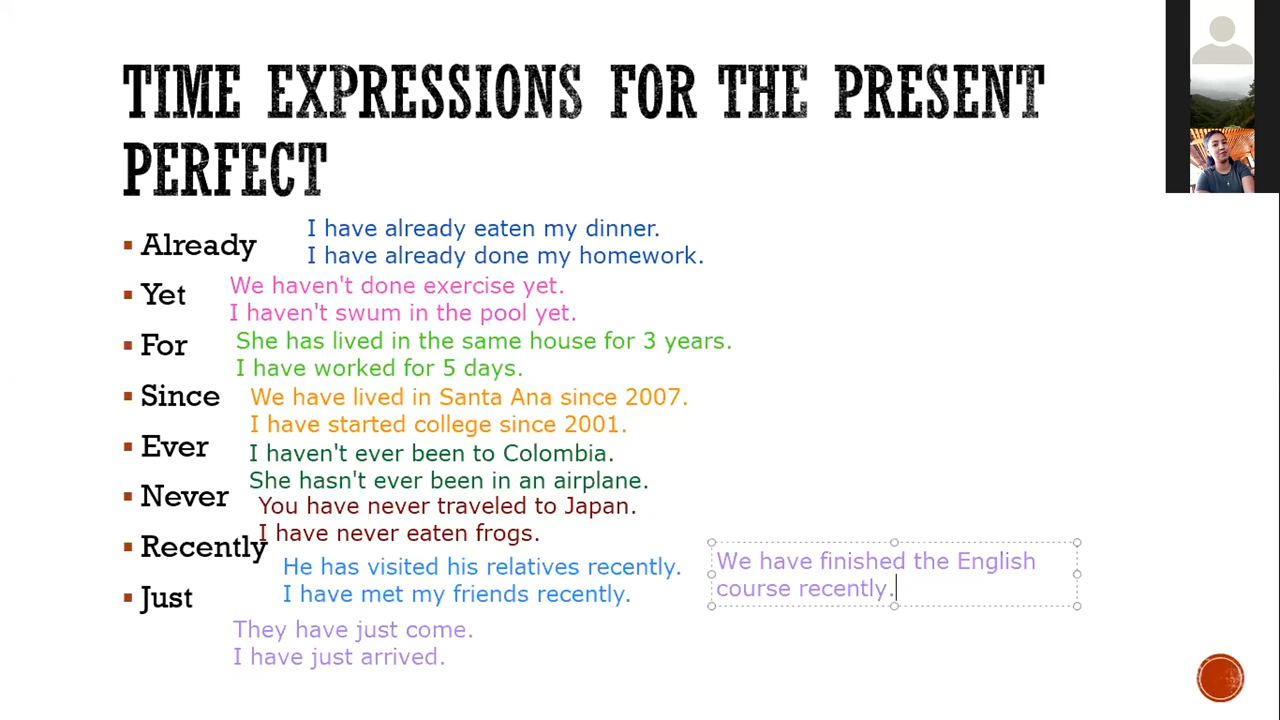 TIME EXPRESSIONS FOR THE PRESENT
PERFECT
▪ Already
I have already eaten my dinner.
I have already done my homework.
▪ Yet
We haven't done exercise yet.
I haven't swum in the pool yet.
▪ For
She has lived in the same house for 3 years.
I have worked for 5 days.
▪ Since
We have lived in Santa Ana since 2007.
I have started college since 2001.
▪ Ever
I haven't ever been to Colombia.
She hasn't ever been in an airplane.
▪ Never
You have never traveled to Japan.
I have never eaten frogs.
▪ Recently
He has visited his relatives recently.
I have met my friends recently.
We have finished the English
course recently.
▪ Just
They have just come.
I have just arrived.